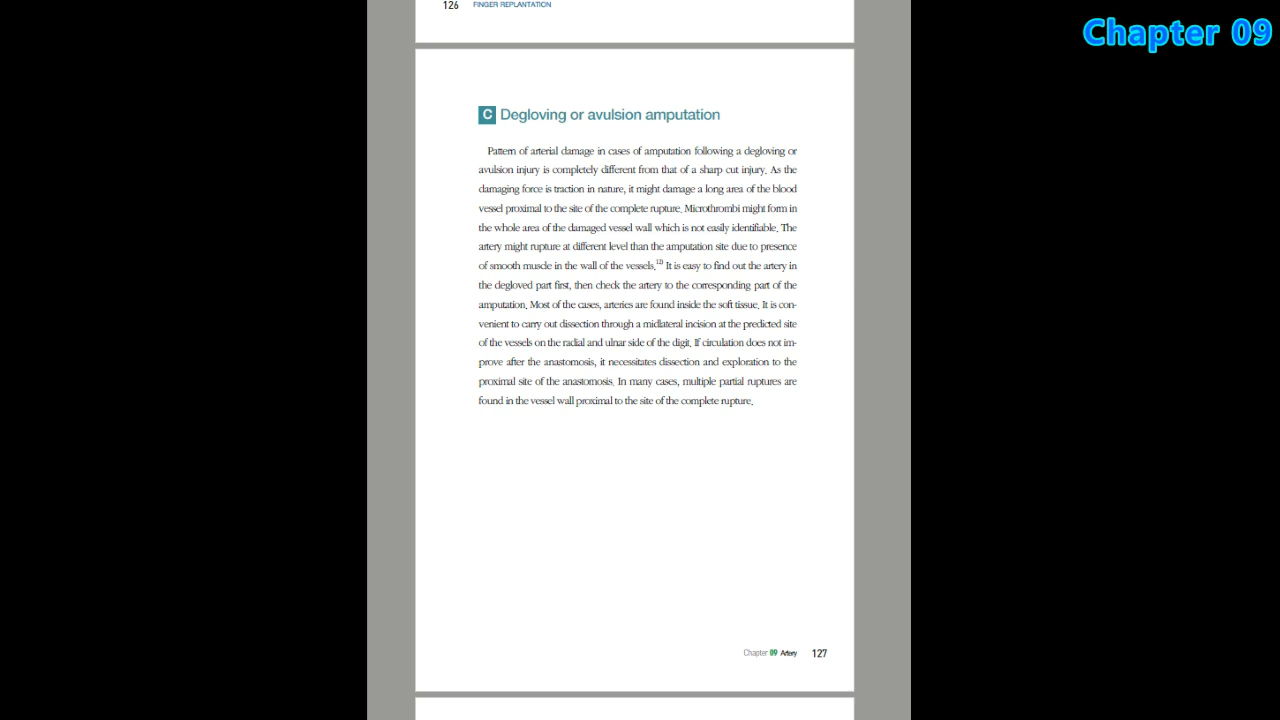 126 FINGER REPLANTATION
Chapter 09
C Degloving or avulsion amputation
Pattern of arterial damage in cases of amputation following a degloving or
avulsion injury is completely different from that of a sharp cut injury. As the
damaging force is traction in nature, it might damage a long area of the blood
vessel proximal to the site of the complete rupture. Microthrombi might form in
the whole area of the damaged vessel wall which is not easily identifiable. The
artery might rupture at different level than the amputation site due to presence
of smooth muscle in the wall of the vessels.12) It is easy to find out the artery in
the degloved part first, then check the artery to the corresponding part of the
amputation. Most of the cases, arteries are found inside the soft tissue. It is con-
venient to carry out dissection through a midlateral incision at the predicted site
of the vessels on the radial and ulnar side of the digit. If circulation does not im-
prove after the anastomosis, it necessitates dissection and exploration to the
proximal site of the anastomosis. In many cases, multiple partial ruptures are
found in the vessel wall proximal to the site of the complete rupture.
Chapter 09 Artery 127